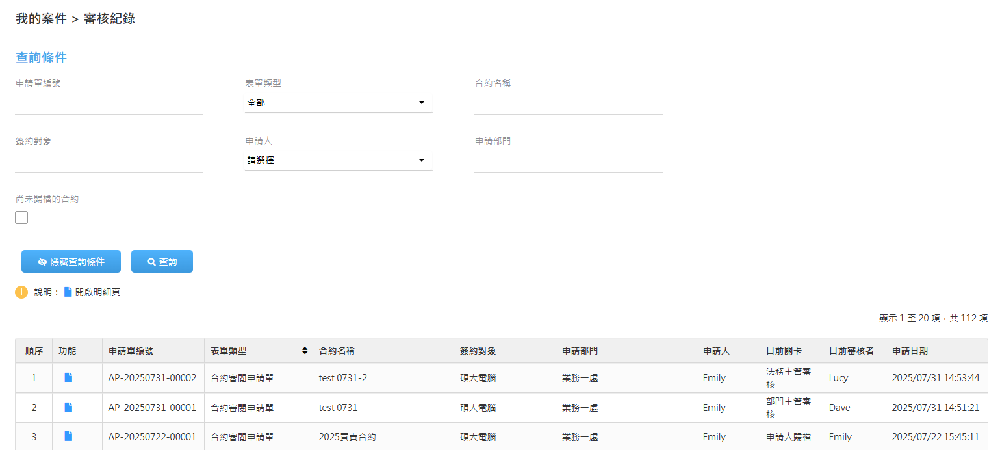 我的案件 > 審核紀錄
查詢條件
申請單編號 表單類型 合約名稱
全部
簽約對象 申請人 申請部門
請選擇
尚未歸檔的合約
隱藏查詢條件 查詢
說明： 開啟明細頁
顯示 1 至 20 項，共 112 項
順序 功能 申請單編號 表單類型 合約名稱 簽約對象 申請部門 申請人 目前關卡 目前審核者 申請日期
1 AP-20250731-00002 合約審閱申請單 test 0731-2 碩大電腦 業務一處 Emily 法務主管審核 Lucy 2025/07/31 14:53:44
2 AP-20250731-00001 合約審閱申請單 test 0731 碩大電腦 業務一處 Emily 部門主管審核 Dave 2025/07/31 14:51:21
3 AP-20250722-00001 合約審閱申請單 2025買賣合約 碩大電腦 業務一處 Emily 申請人歸檔 Emily 2025/07/22 15:45:11